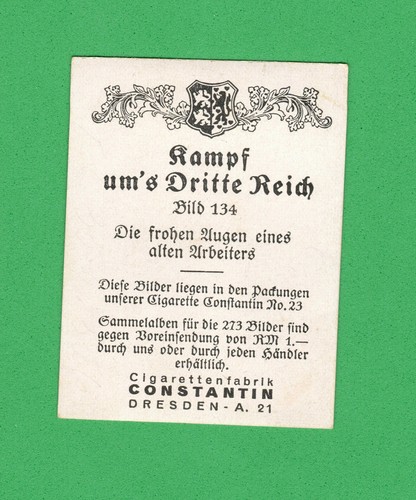 Kampf
um's Dritte Reich
Bild 134
Die frohen Augen eines
alten Arbeiters
Diese Bilder liegen in den Packungen
unserer Cigarette Constantin No. 23
Sammelalben für die 273 Bilder sind
gegen Voreinsendung von RM 1.—
durch uns oder durch jeden Händler
erhältlich.
Cigarettenfabrik
CONSTANTIN
DRESDEN-A. 21